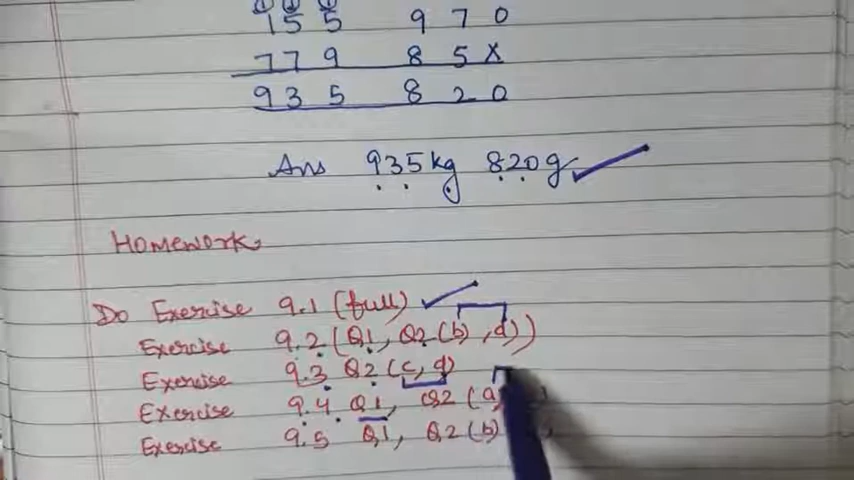 155 970
779 85X
935 820
Ans 935kg 820g
Homework
Do Exercise 9.1 (full)
Exercise 9.2 (Q1, Q2 (b), d))
Exercise 9.3 Q2 (c, d)
Exercise 9.4 Q1, Q2 (a,
Exercise 9.5 Q1, Q2 (b)